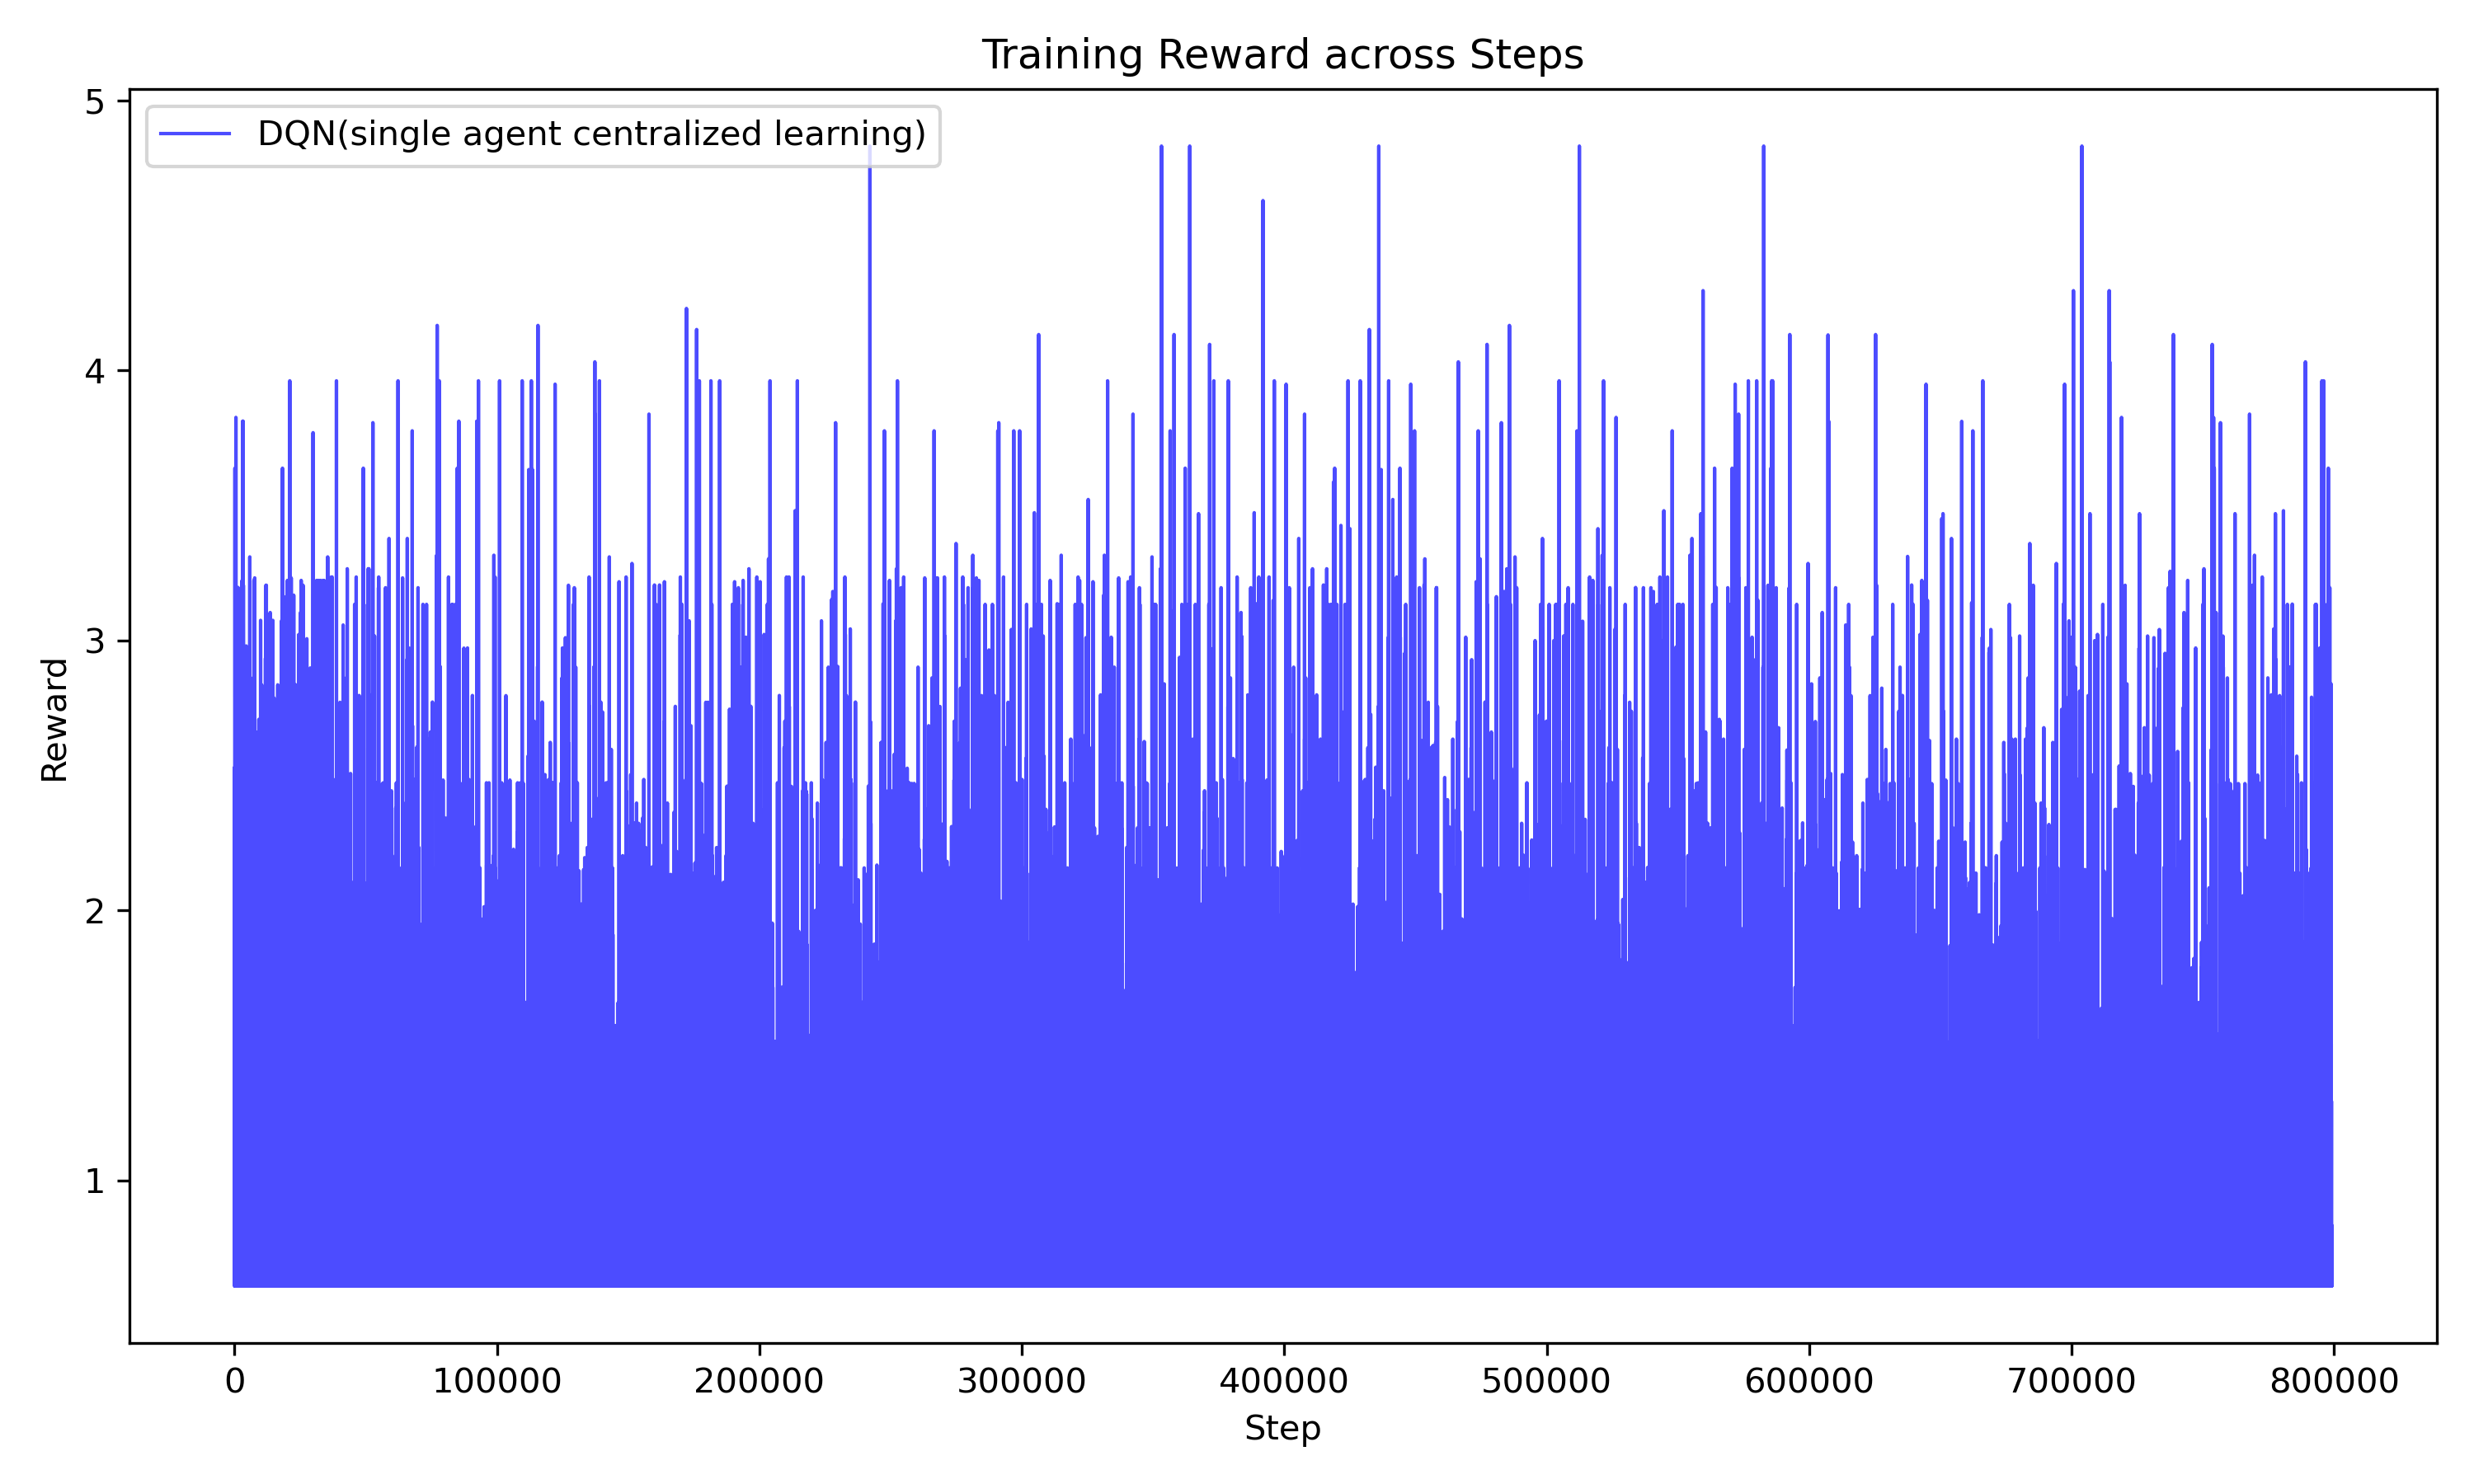 Training Reward across Steps
DQN(single agent centralized learning)
5
4
3
2
1
Reward
0 100000 200000 300000 400000 500000 600000 700000 800000
Step